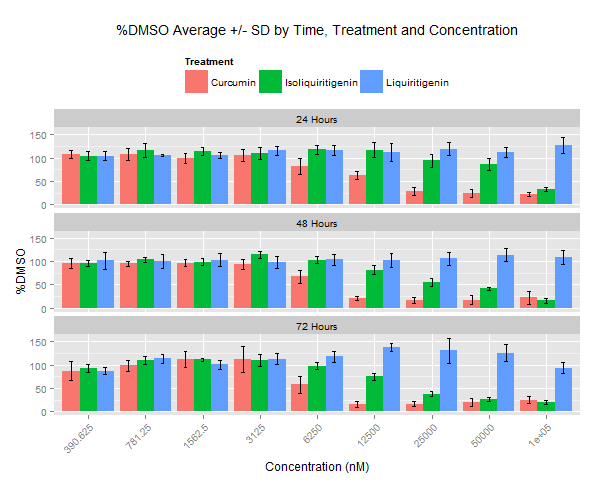 %DMSO Average +/- SD by Time, Treatment and Concentration
Treatment
Curcumin Isoliquiritigenin Liquiritigenin
24 Hours
150
100
50
0
48 Hours
150
100
50
0
72 Hours
150
100
50
0
%DMSO
390.625 781.25 1562.5 3125 6250 12500 25000 50000 1e+05
Concentration (nM)